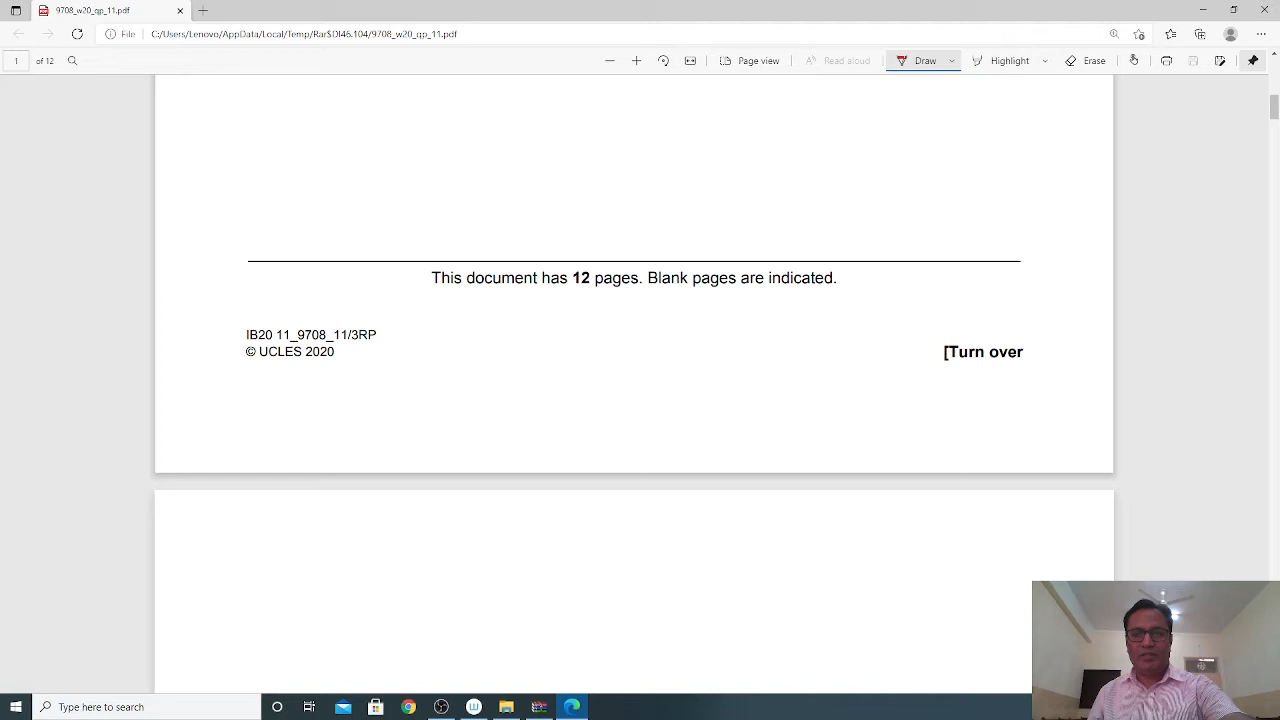 9708_w20_qp_11.pdf
File C:/Users/Lenovo/AppData/Local/Temp/Rar$DI46.104/9708_w20_qp_11.pdf
1 of 12 Page view Read aloud Draw Highlight Erase
This document has 12 pages. Blank pages are indicated.
IB20 11_9708_11/3RP
© UCLES 2020
[Turn over
Type here to search